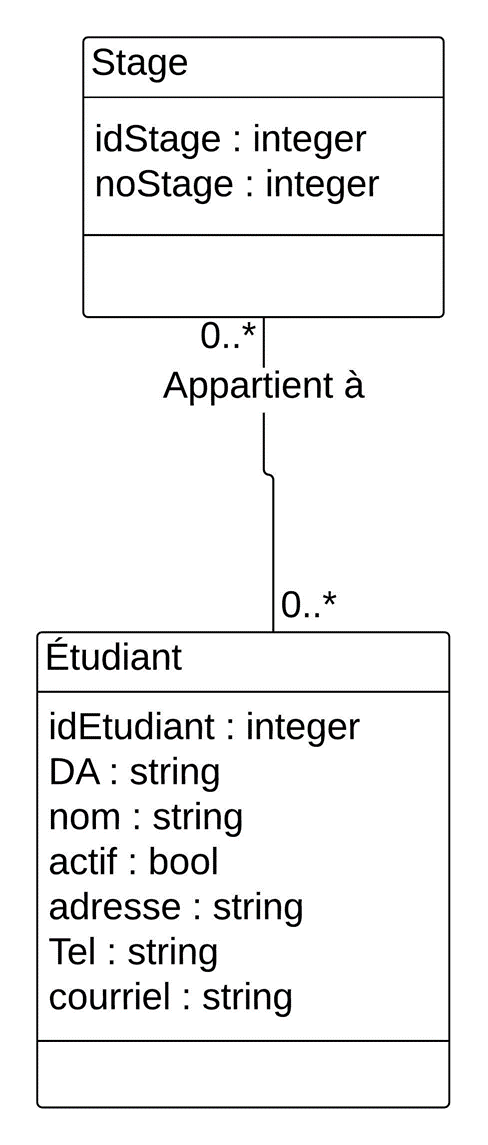 Stage
idStage : integer
noStage : integer
0..*
Appartient à
0..*
Étudiant
idEtudiant : integer
DA : string
nom : string
actif : bool
adresse : string
Tel : string
courriel : string